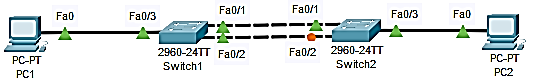 Fa0/1 Fa0/1
Fa0 Fa0/3 Fa0/3 Fa0
PC-PT
PC1
2960-24TT
Switch1
Fa0/2 Fa0/2
2960-24TT
Switch2
PC-PT
PC2